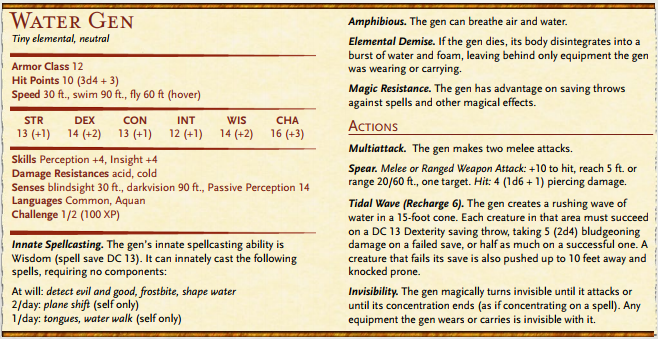 WATER GEN
Tiny elemental, neutral
Armor Class 12
Hit Points 10 (3d4 + 3)
Speed 30 ft., swim 90 ft., fly 60 ft (hover)
STR DEX CON INT WIS CHA
13 (+1) 14 (+2) 13 (+1) 12 (+1) 14 (+2) 16 (+3)
Skills Perception +4, Insight +4
Damage Resistances acid, cold
Senses blindsight 30 ft., darkvision 90 ft., Passive Perception 14
Languages Common, Aquan
Challenge 1/2 (100 XP)
Innate Spellcasting. The gen's innate spellcasting ability is
Wisdom (spell save DC 13). It can innately cast the following
spells, requiring no components:
At will: detect evil and good, frostbite, shape water
2/day: plane shift (self only)
1/day: tongues, water walk (self only)
Amphibious. The gen can breathe air and water.
Elemental Demise. If the gen dies, its body disintegrates into a
burst of water and foam, leaving behind only equipment the gen
was wearing or carrying.
Magic Resistance. The gen has advantage on saving throws
against spells and other magical effects.
ACTIONS
Multiattack. The gen makes two melee attacks.
Spear. Melee or Ranged Weapon Attack: +10 to hit, reach 5 ft. or
range 20/60 ft., one target. Hit: 4 (1d6 + 1) piercing damage.
Tidal Wave (Recharge 6). The gen creates a rushing wave of
water in a 15-foot cone. Each creature in that area must succeed
on a DC 13 Dexterity saving throw, taking 5 (2d4) bludgeoning
damage on a failed save, or half as much on a successful one. A
creature that fails its save is also pushed up to 10 feet away and
knocked prone.
Invisibility. The gen magically turns invisible until it attacks or
until its concentration ends (as if concentrating on a spell). Any
equipment the gen wears or carries is invisible with it.